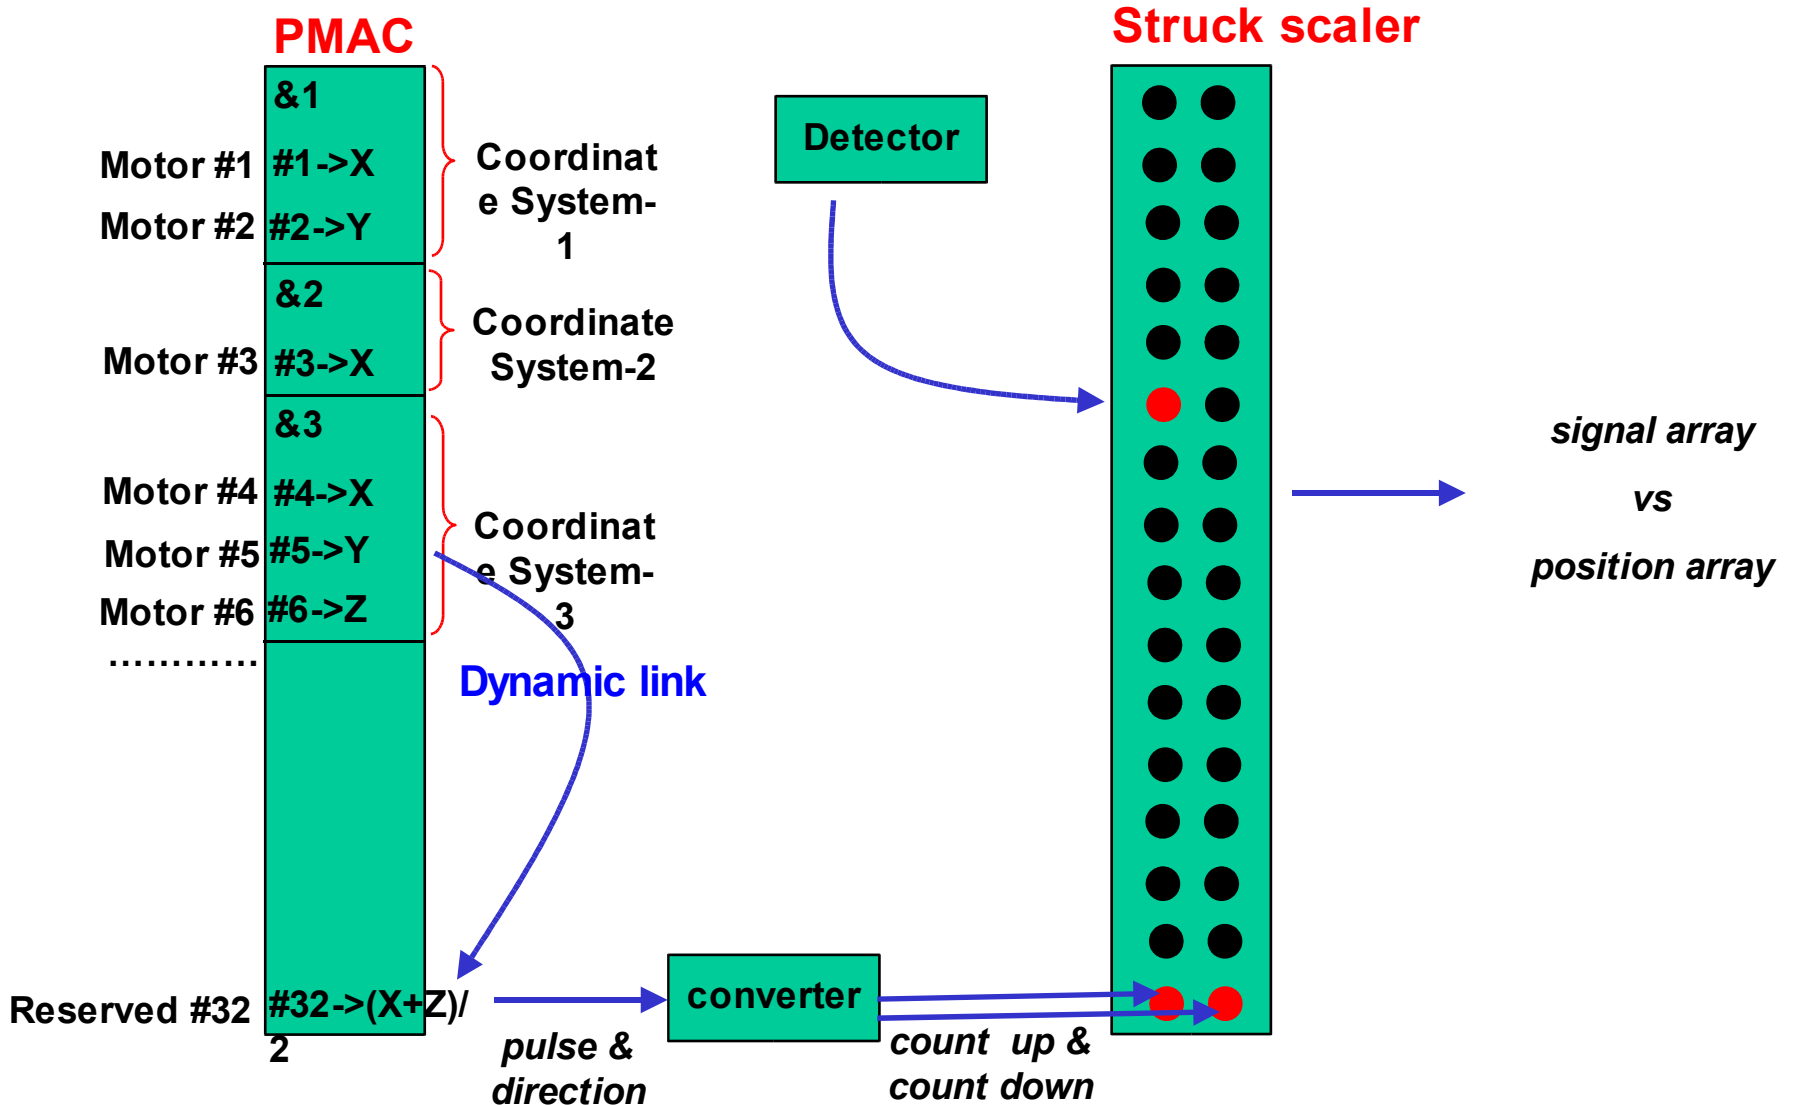 PMAC
Struck scaler
&1
Motor #1
#1->X
Motor #2
#2->Y
Coordinat
e System-
1
Detector
&2
Motor #3
#3->X
Coordinate
System-2
&3
Motor #4
#4->X
Motor #5
#5->Y
Motor #6
#6->Z
............
Coordinat
e System-
3
Dynamic link
signal array
vs
position array
Reserved #32
#32->(X+Z)/
2
pulse &
direction
converter
count up &
count down